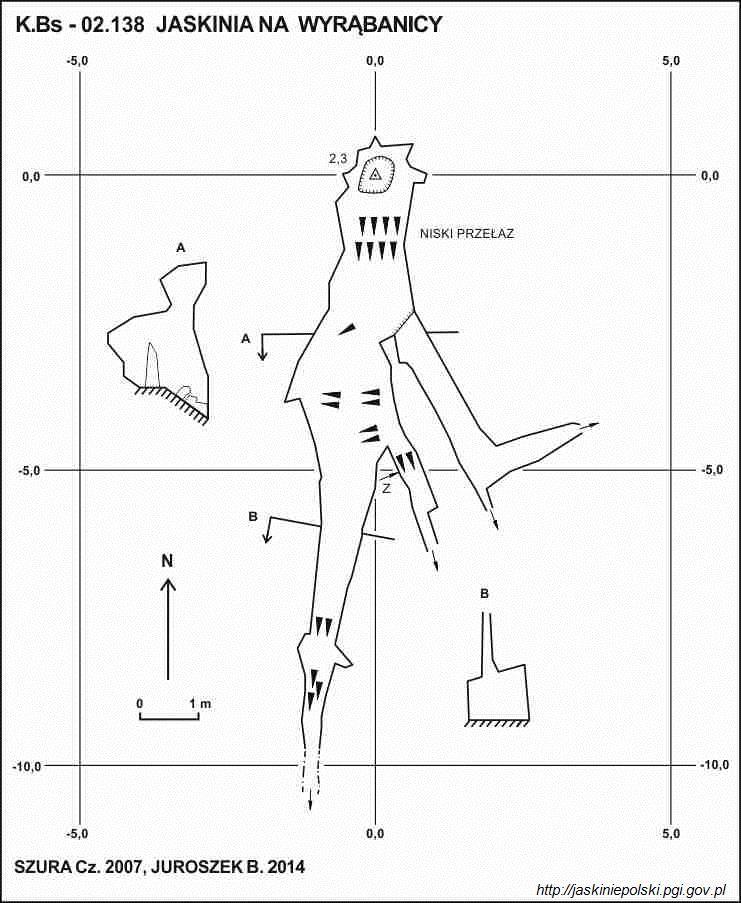 K.Bs - 02.138 JASKINIA NA WYRĄBANICY
-5,0 0,0 5,0
2,3
0,0 0,0
NISKI PRZEŁAZ
A
A
-5,0 -5,0
Z
B
N
B
0 1 m
-10,0 -10,0
-5,0 0,0 5,0
SZURA Cz. 2007, JUROSZEK B. 2014
http://jaskiniepolski.pgi.gov.pl